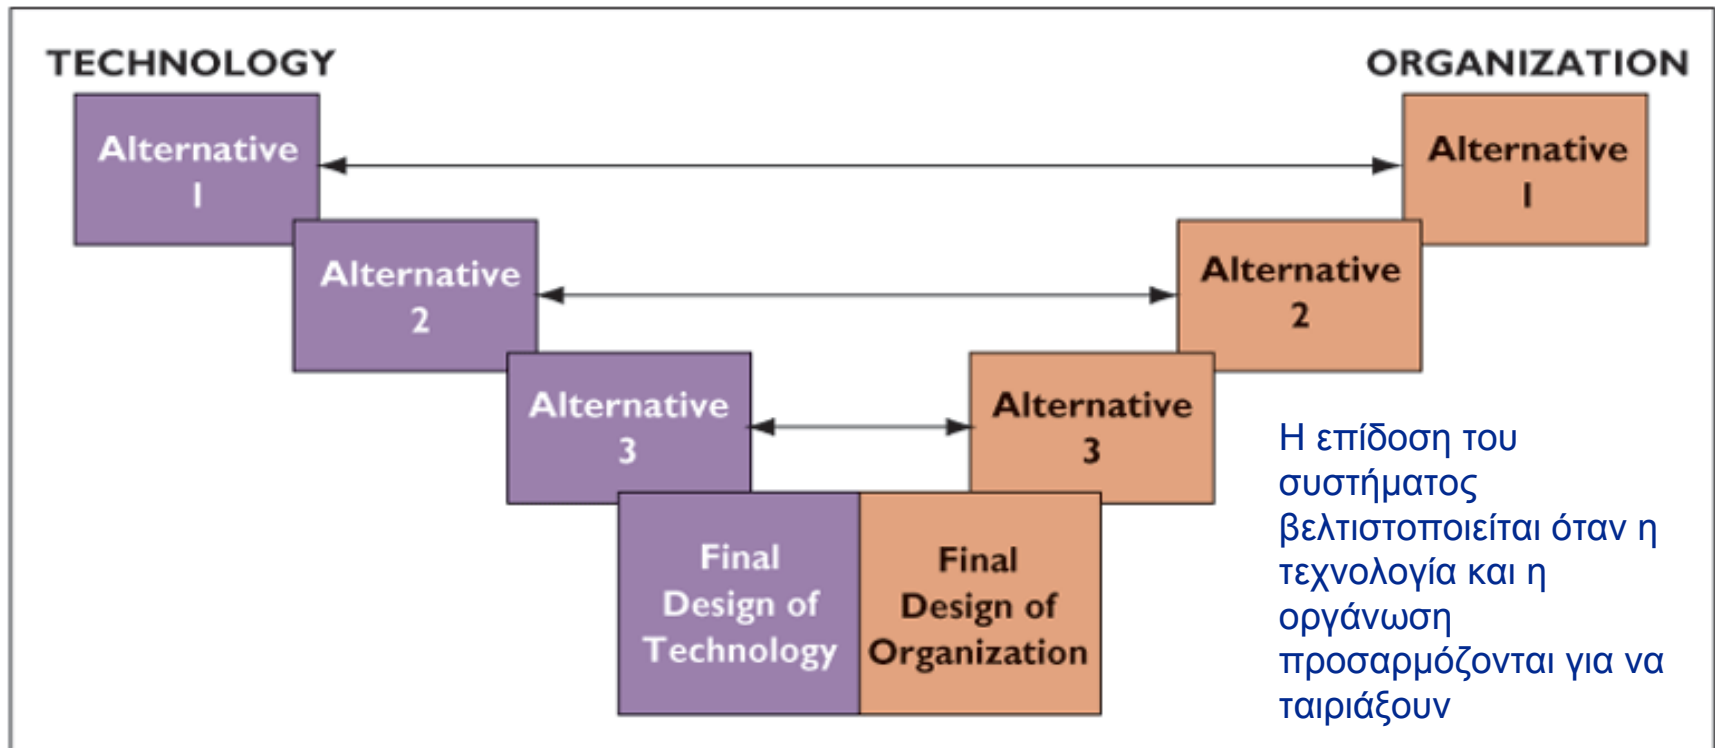 TECHNOLOGY
ORGANIZATION
Alternative
1
Alternative
1
Alternative
2
Alternative
2
Alternative
3
Alternative
3
Final
Design of
Technology
Final
Design of
Organization
Η επίδοση του
συστήματος
βελτιστοποιείται όταν η
τεχνολογία και η
οργάνωση
προσαρμόζονται για να
ταιριάξουν